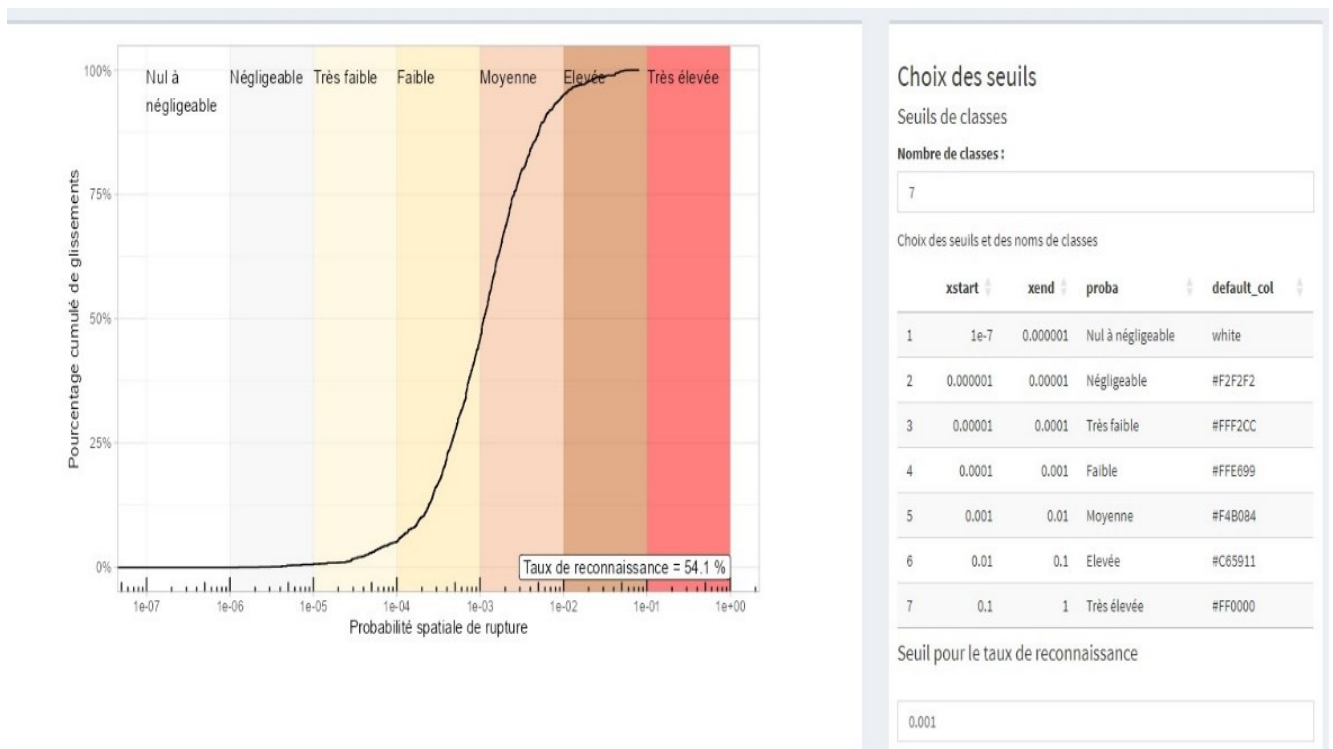 100%
75%
50%
25%
0%
Pourcentage cumulé de glissements
Nul à
négligeable
Négligeable
Très faible
Faible
Moyenne
Elevée
Très élevée
Taux de reconnaissance = 54.1 %
1e-07 1e-06 1e-05 1e-04 1e-03 1e-02 1e-01 1e+00
Probabilité spatiale de rupture
Choix des seuils
Seuils de classes
Nombre de classes :
7
Choix des seuils et des noms de classes
xstart xend proba default_col
1 1e-7 0.000001 Nul à négligeable white
2 0.000001 0.00001 Négligeable #F2F2F2
3 0.00001 0.0001 Très faible #FFF2CC
4 0.0001 0.001 Faible #FFE699
5 0.001 0.01 Moyenne #F4B084
6 0.01 0.1 Elevée #C65911
7 0.1 1 Très élevée #FF0000
Seuil pour le taux de reconnaissance
0.001